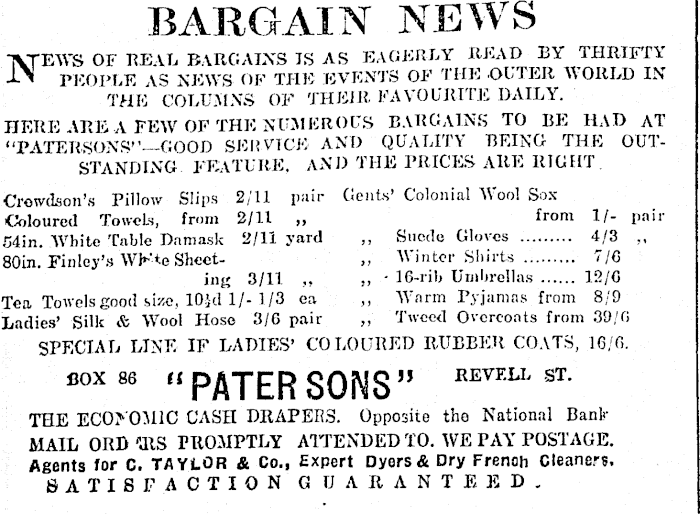 BARGAIN NEWS
NEWS OF REAL BARGAINS IS AS EAGERLY READ BY THRIFTY
PEOPLE AS NEWS OF THE EVENTS OF THE OUTER WORLD IN
THE COLUMNS OF THEIR FAVOURITE DAILY.
HERE ARE A FEW OF THE NUMEROUS BARGAINS TO BE HAD AT
"PATERSONS"—GOOD SERVICE AND QUALITY BEING THE OUT-
STANDING FEATURE, AND THE PRICES ARE RIGHT
Crewdson's Pillow Slips 2/11 pair
Coloured Towels, from 2/11 ,,
54in. White Table Damask 2/11 yard
80in. Finley's White Sheet-
ing 3/11 ,,
Tea Towels good size, 10½d 1/- 1/3 ea
Ladies' Silk & Wool Hose 3/6 pair
Gents' Colonial Wool Sox
from 1/- pair
,, Suede Gloves ......... 4/3 ,,
,, Winter Shirts ......... 7/6
,, 16-rib Umbrellas ...... 12/6
,, Warm Pyjamas from 8/9
,, Tweed Overcoats from 39/6
SPECIAL LINE IF LADIES' COLOURED RUBBER COATS, 16/6.
BOX 86 "PATERSONS" REVELL ST.
THE ECONOMIC CASH DRAPERS. Opposite the National Bank
MAIL ORDERS PROMPTLY ATTENDED TO. WE PAY POSTAGE.
Agents for C. TAYLOR & Co., Expert Dyers & Dry French Cleaners.
SATISFACTION GUARANTEED.